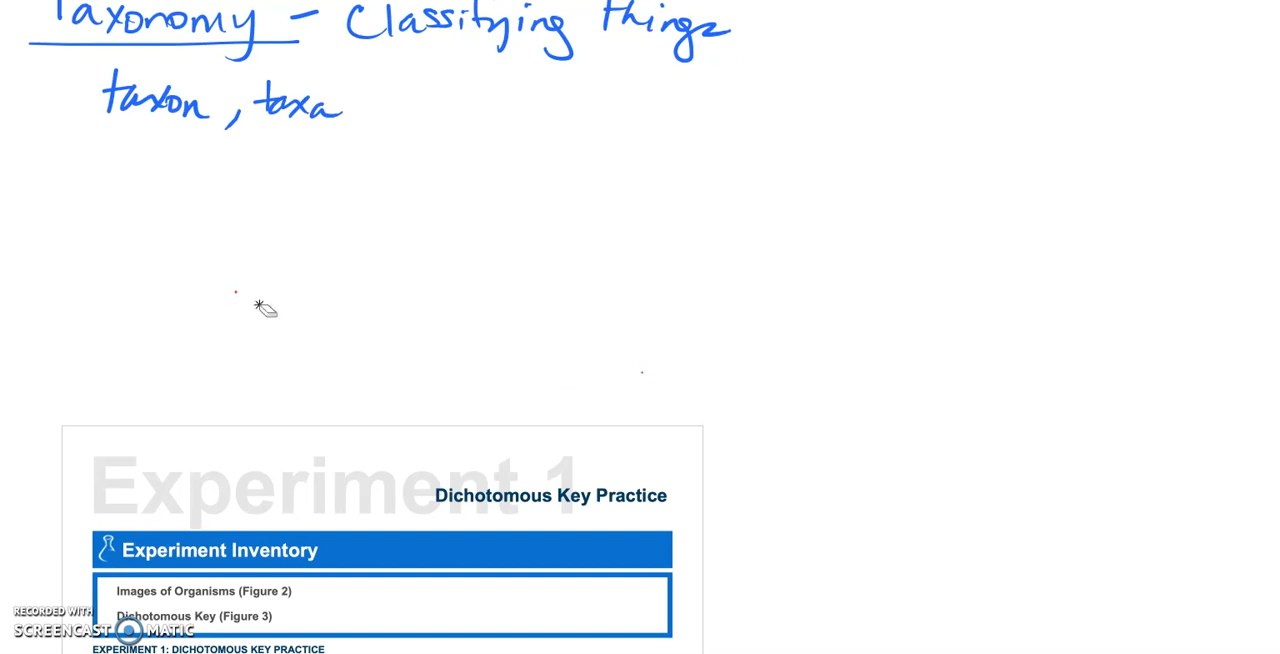 Taxonomy - Classifying things
taxon, taxa
Experiment 1
Dichotomous Key Practice
Experiment Inventory
Images of Organisms (Figure 2)
Dichotomous Key (Figure 3)
RECORDED WITH
SCREENCAST MATIC
EXPERIMENT 1: DICHOTOMOUS KEY PRACTICE